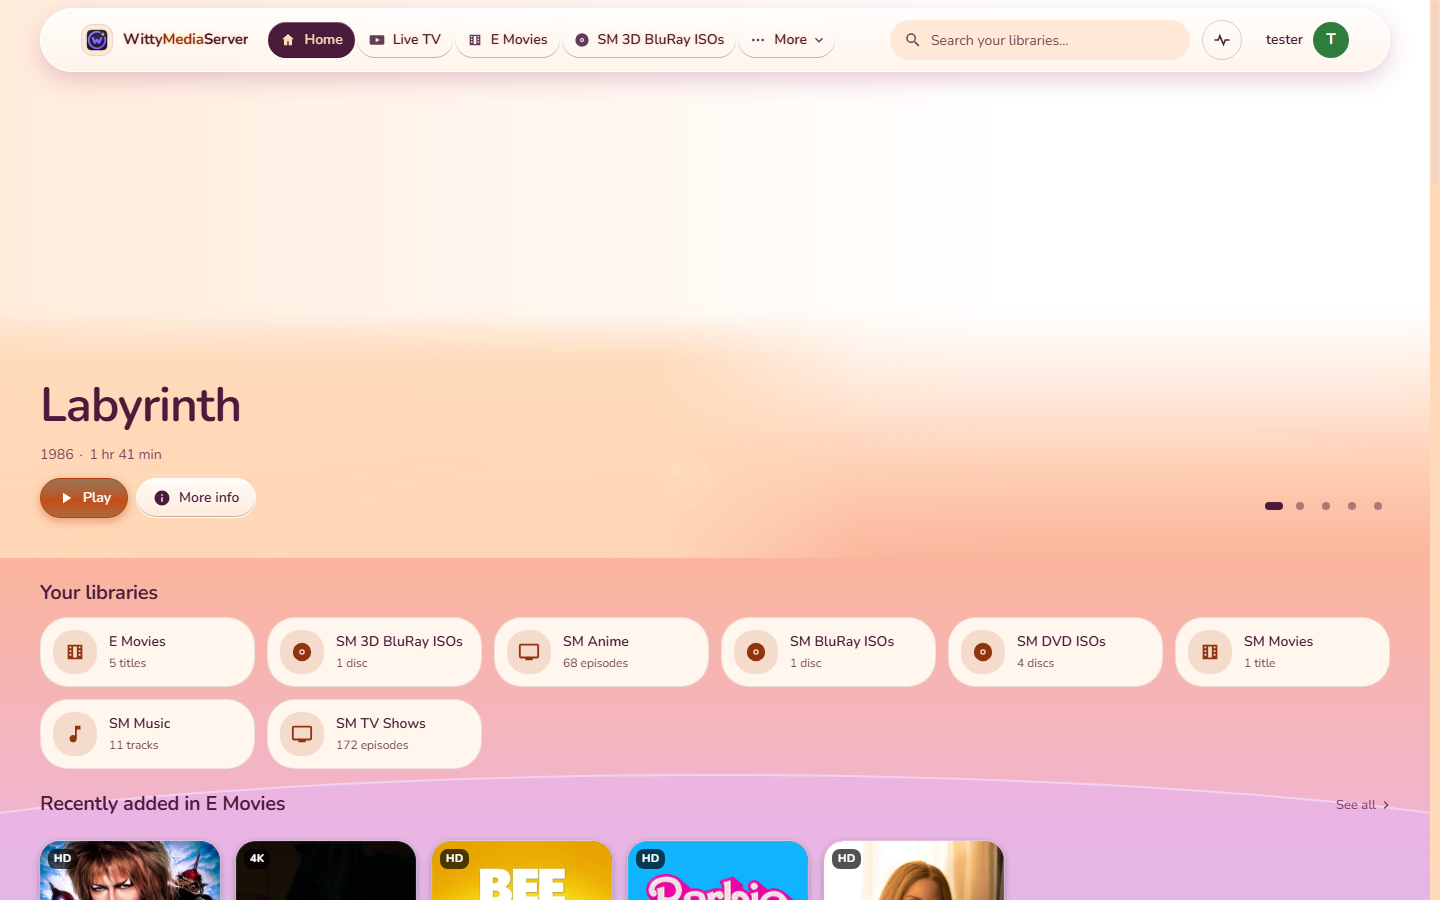 WittyMediaServer
Home
Live TV
E Movies
SM 3D BluRay ISOs
More
Search your libraries...
tester
T
Labyrinth
1986 · 1 hr 41 min
Play
More info
Your libraries
E Movies
5 titles
SM 3D BluRay ISOs
1 disc
SM Anime
68 episodes
SM BluRay ISOs
1 disc
SM DVD ISOs
4 discs
SM Movies
1 title
SM Music
11 tracks
SM TV Shows
172 episodes
Recently added in E Movies
See all
HD
4K
HD
BEE
HD
Barbie
HD